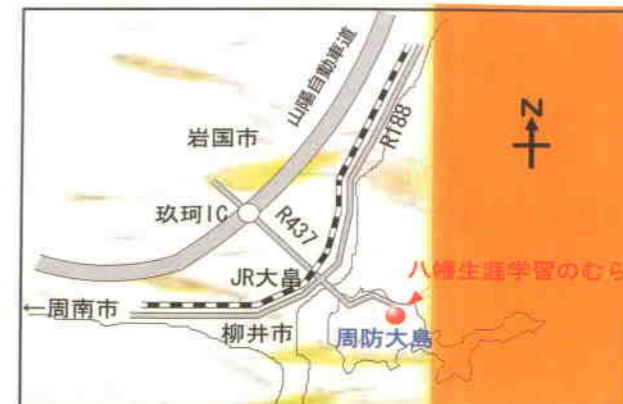 山陽自動車道
岩国市
R188
N
玖珂IC
R437
JR大畠
八幡生涯学習のむら
←周南市
柳井市
周防大島